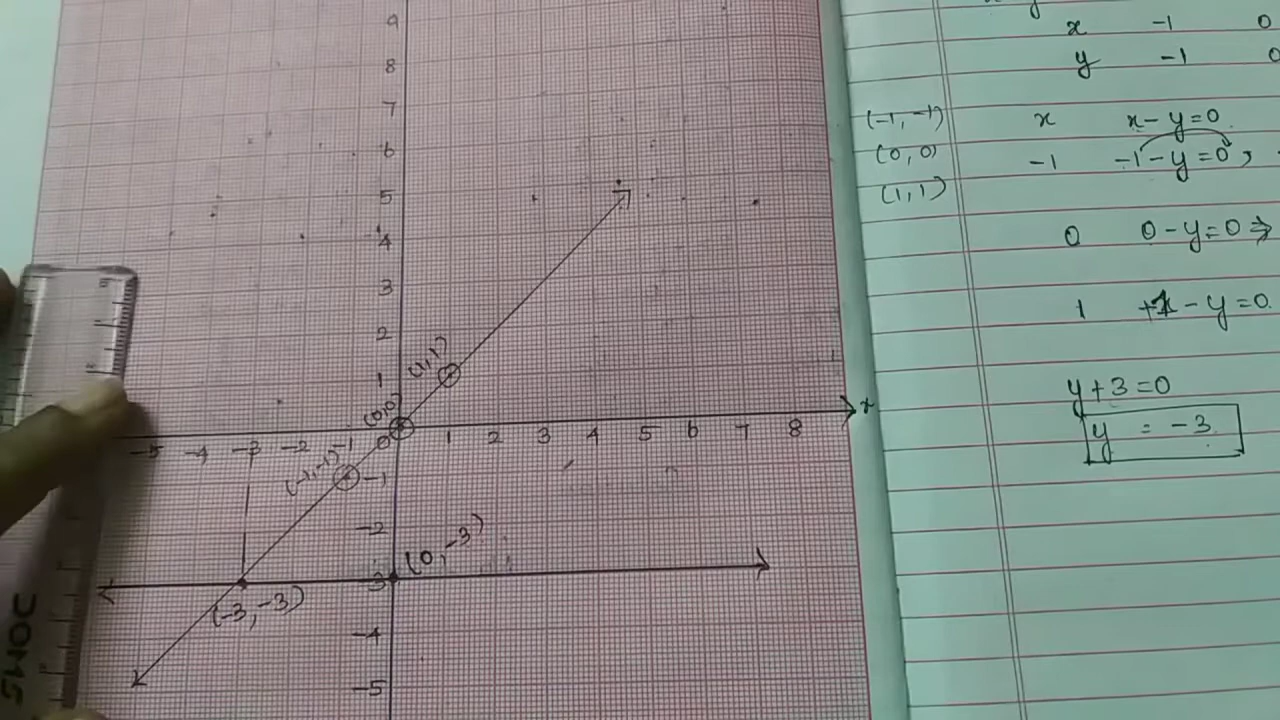 9
8
7
6
5
4
3
2
(1,1)
1
(0,0)
x
-5 -4 -3 -2 -1 0 1 2 3 4 5 6 7 8
(-1,-1)
-1
-2
(0,-3)
-3
(-3,-3)
-4
-5
DOMS
x -1 0
y -1 0
(-1,-1) x x-y=0
(0,0) -1 -1-y=0,
(1,1)
0 0-y=0⇒
1 +1-y=0
y+3=0
y = -3